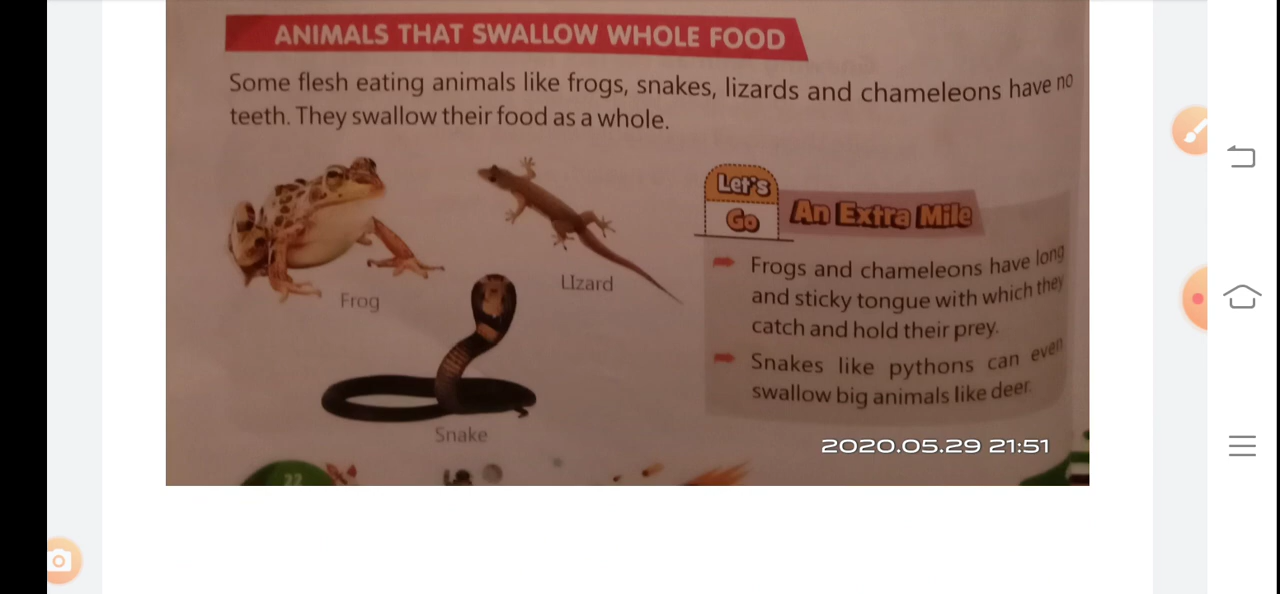 ANIMALS THAT SWALLOW WHOLE FOOD
Some flesh eating animals like frogs, snakes, lizards and chameleons have no
teeth. They swallow their food as a whole.
Frog
LIzard
Snake
Let's
Go
An Extra Mile
Frogs and chameleons have long
and sticky tongue with which they
catch and hold their prey.
Snakes like pythons can even
swallow big animals like deer.
2020.05.29 21:51
22